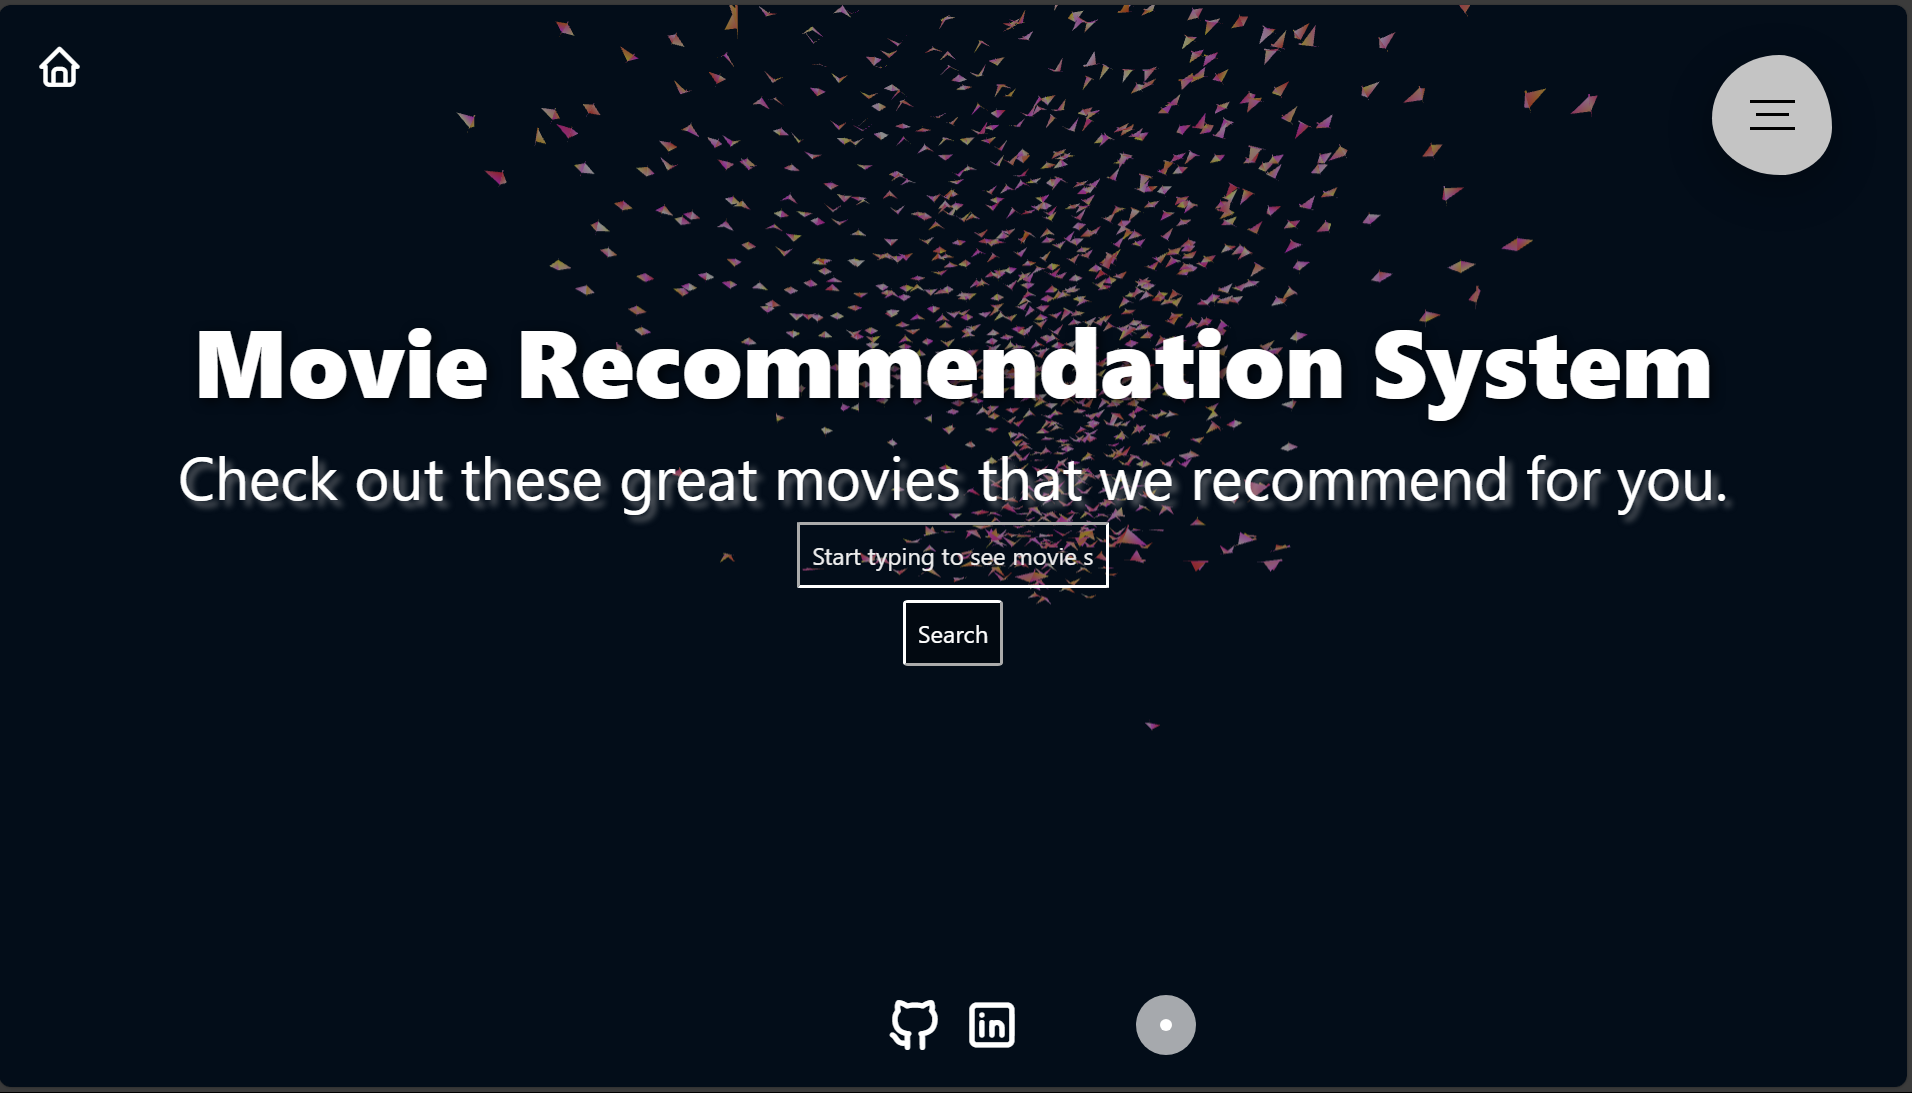 Movie Recommendation System
Check out these great movies that we recommend for you.
Start typing to see movie s
Search
in